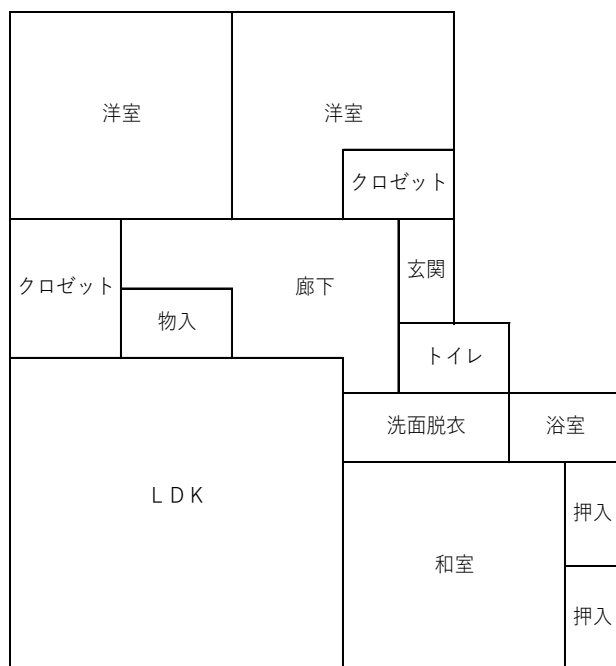 洋室
洋室
クロゼット
クロゼット
廊下
玄関
物入
トイレ
洗面脱衣
浴室
ＬＤＫ
押入
和室
押入